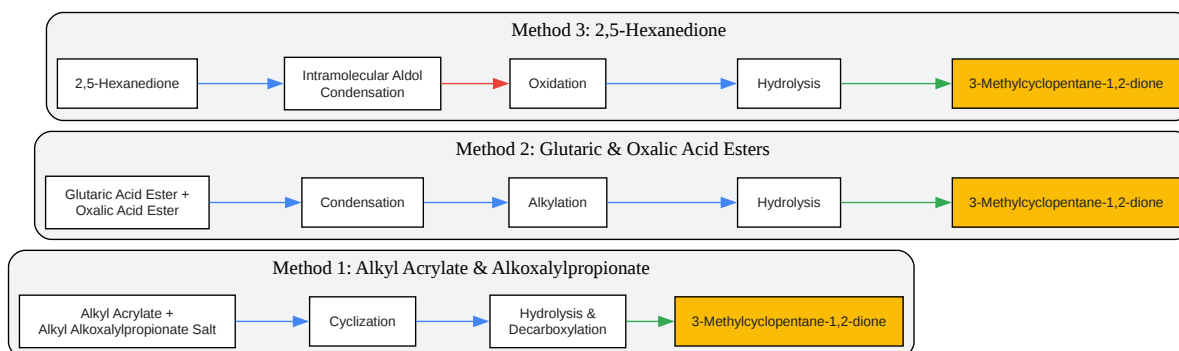 Method 3: 2,5-Hexanedione
2,5-Hexanedione
Intramolecular Aldol
Condensation
Oxidation
Hydrolysis
3-Methylcyclopentane-1,2-dione
Method 2: Glutaric & Oxalic Acid Esters
Glutaric Acid Ester +
Oxalic Acid Ester
Condensation
Alkylation
Hydrolysis
3-Methylcyclopentane-1,2-dione
Method 1: Alkyl Acrylate & Alkoxalylpropionate
Alkyl Acrylate +
Alkyl Alkoxalylpropionate Salt
Cyclization
Hydrolysis &
Decarboxylation
3-Methylcyclopentane-1,2-dione